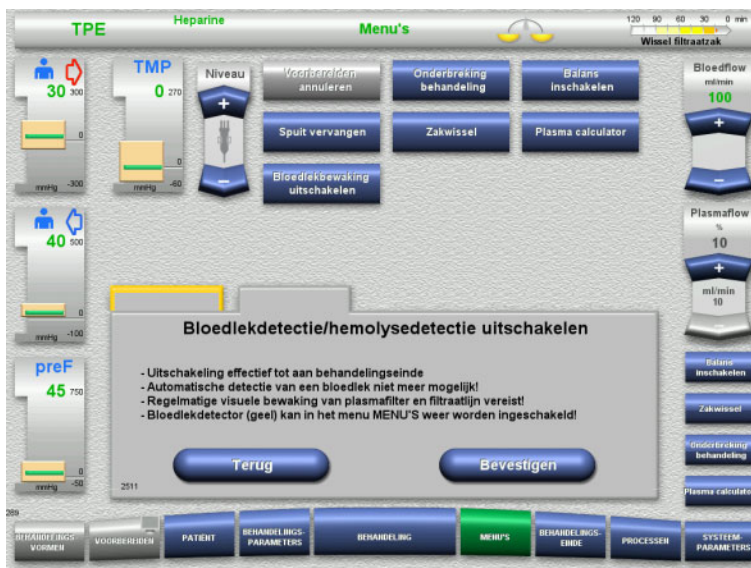 TPE
Heparine
Menu's
120 90 60 30 0 min
Wissel filtraatzak
30 300
0
mmHg -300
TMP
0 270
0
mmHg -60
Niveau
+
−
Voorbereiden
annuleren
Onderbreking
behandeling
Balans
inschakelen
Spuit vervangen
Zakwissel
Plasma calculator
Bloedlekbewaking
uitschakelen
Bloedflow
ml/min
100
+
−
40 500
0
mmHg -100
Plasmaflow
%
10
+
ml/min
10
−
preF
45 750
0
mmHg -50
Bloedlekdetectie/hemolysedetectie uitschakelen
- Uitschakeling effectief tot aan behandelingseinde
- Automatische detectie van een bloedlek niet meer mogelijk!
- Regelmatige visuele bewaking van plasmafilter en filtraatlijn vereist!
- Bloedlekdetector (geel) kan in het menu MENU'S weer worden ingeschakeld!
Terug
Bevestigen
2511
Balans
inschakelen
Zakwissel
Onderbreking
behandeling
Plasma calculator
289
BEHANDELINGS-
VORMEN
VOORBEREIDEN
PATIËNT
BEHANDELINGS-
PARAMETERS
BEHANDELING
MENU'S
BEHANDELINGS-
EINDE
PROCESSEN
SYSTEEM-
PARAMETERS